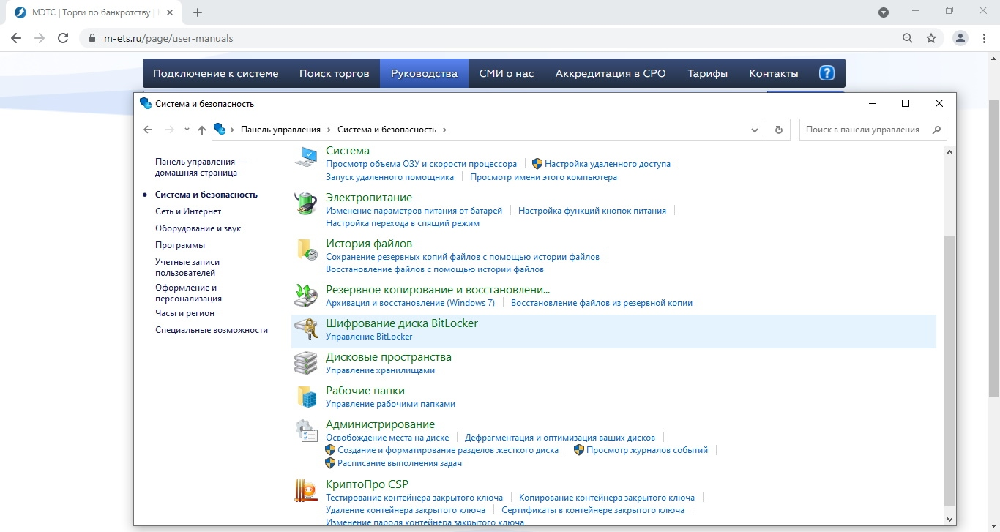 МЭТС | Торги по банкротству |
m-ets.ru/page/user-manuals
Подключение к системе Поиск торгов Руководства СМИ о нас Аккредитация в СРО Тарифы Контакты ?
Система и безопасность
Панель управления Система и безопасность Поиск в панели управления
Панель управления —
домашняя страница
Система и безопасность
Сеть и Интернет
Оборудование и звук
Программы
Учетные записи
пользователей
Оформление и
персонализация
Часы и регион
Специальные возможности
Система
Просмотр объема ОЗУ и скорости процессора Настройка удаленного доступа
Запуск удаленного помощника Просмотр имени этого компьютера
Электропитание
Изменение параметров питания от батарей Настройка функций кнопок питания
Настройка перехода в спящий режим
История файлов
Сохранение резервных копий файлов с помощью истории файлов
Восстановление файлов с помощью истории файлов
Резервное копирование и восстановлени...
Архивация и восстановление (Windows 7) Восстановление файлов из резервной копии
Шифрование диска BitLocker
Управление BitLocker
Дисковые пространства
Управление хранилищами
Рабочие папки
Управление рабочими папками
Администрирование
Освобождение места на диске Дефрагментация и оптимизация ваших дисков
Создание и форматирование разделов жесткого диска Просмотр журналов событий
Расписание выполнения задач
КриптоПро CSP
Тестирование контейнера закрытого ключа Копирование контейнера закрытого ключа
Удаление контейнера закрытого ключа Сертификаты в контейнере закрытого ключа
Изменение пароля контейнера закрытого ключа